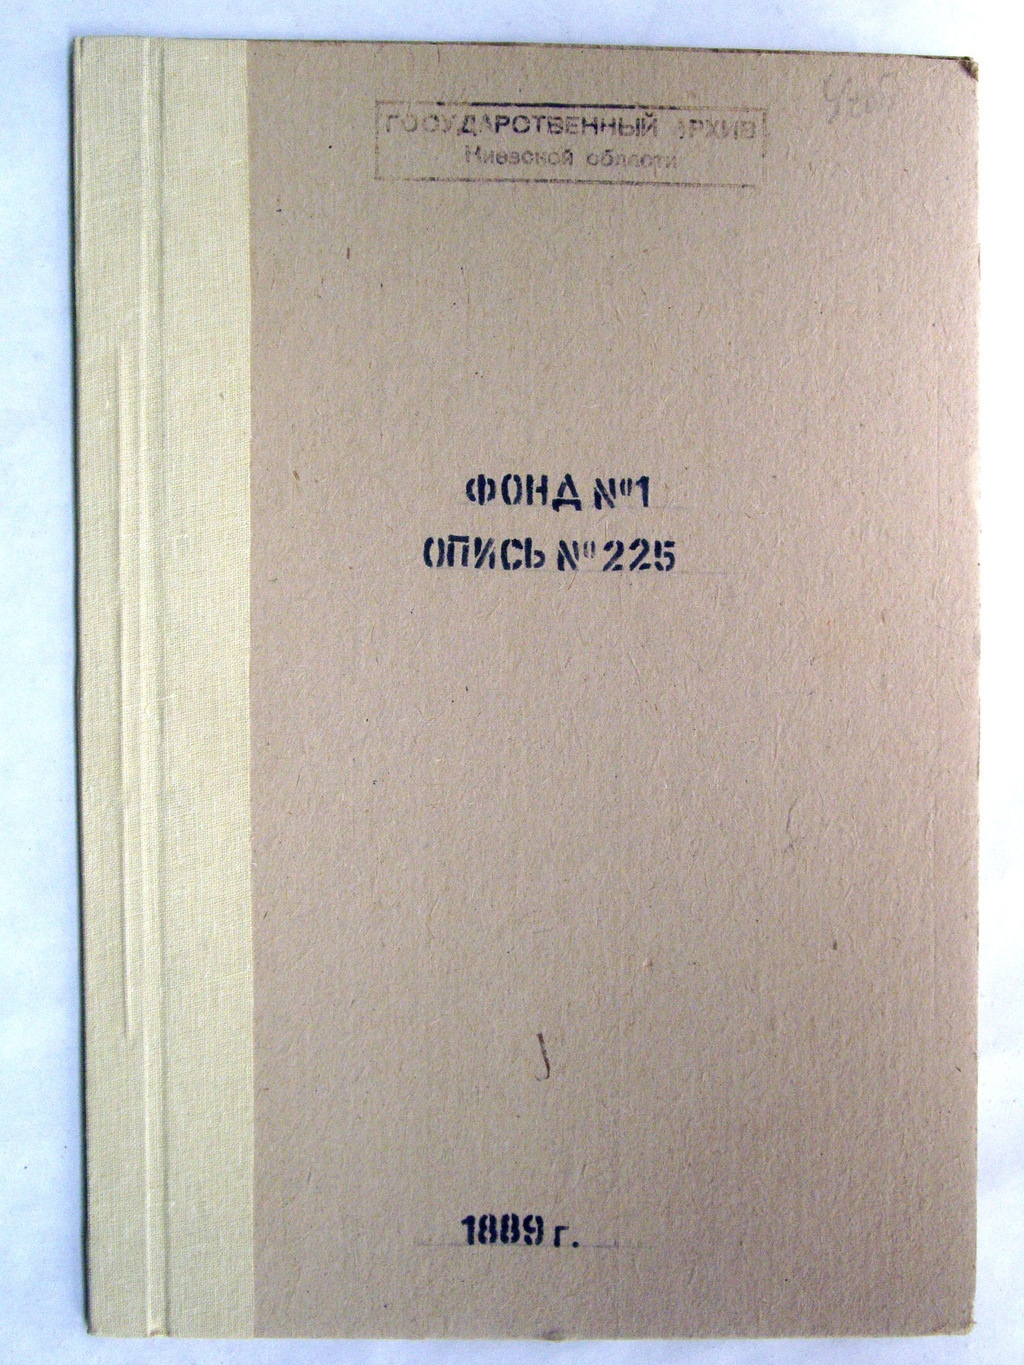 ГОСУДАРСТВЕННЫЙ АРХИВ
Киевской области
ФОНД №1
ОПИСЬ №225
1889 г.